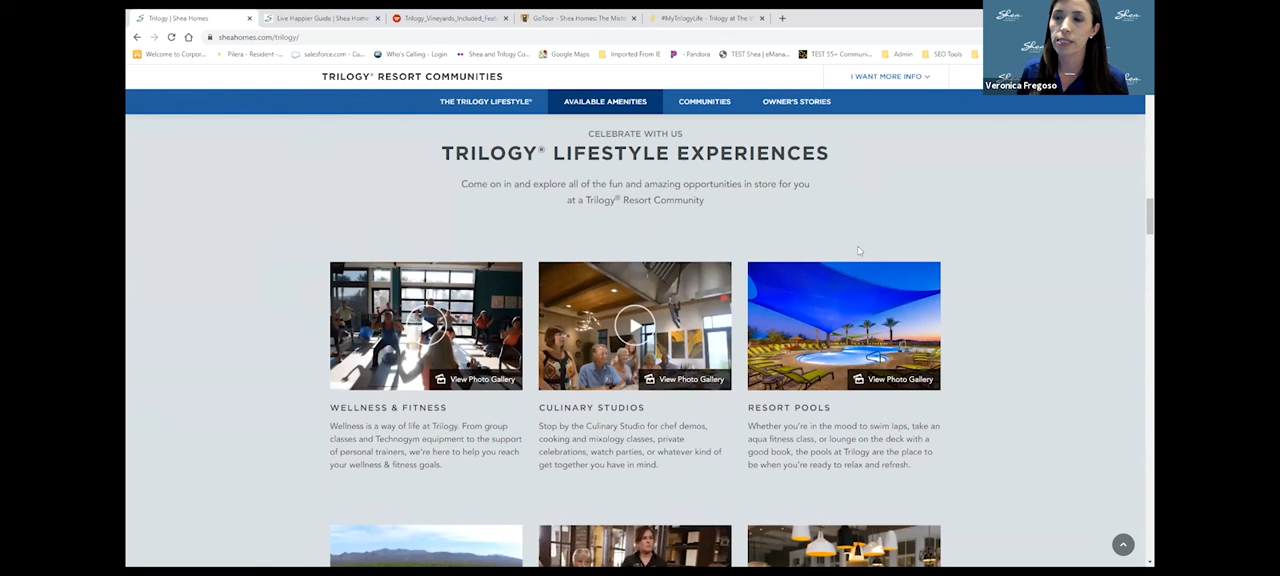 Trilogy | Shea Homes
Live Happier Guide | Shea Home
Trilogy_Vineyards_Included_Feat
GoTour - Shea Homes: The Misto
#MyTrilogyLife - Trilogy at The V
sheahomes.com/trilogy/
Welcome to Corpor...
Pilera - Resident -...
salesforce.com - Co...
Who's Calling - Login
Shea and Trilogy Co...
Google Maps
Imported From IE
- Pandora
TEST Shea | eMana...
TEST 55+ Communi...
Admin
SEO Tools
Shea
Shea
Veronica Fregoso
TRILOGY® RESORT COMMUNITIES
I WANT MORE INFO
THE TRILOGY LIFESTYLE®
AVAILABLE AMENITIES
COMMUNITIES
OWNER'S STORIES
CELEBRATE WITH US
TRILOGY® LIFESTYLE EXPERIENCES
Come on in and explore all of the fun and amazing opportunities in store for you
at a Trilogy® Resort Community
View Photo Gallery
View Photo Gallery
View Photo Gallery
WELLNESS & FITNESS
Wellness is a way of life at Trilogy. From group
classes and Technogym equipment to the support
of personal trainers, we're here to help you reach
your wellness & fitness goals.
CULINARY STUDIOS
Stop by the Culinary Studio for chef demos,
cooking and mixology classes, private
celebrations, watch parties, or whatever kind of
get together you have in mind.
RESORT POOLS
Whether you're in the mood to swim laps, take an
aqua fitness class, or lounge on the deck with a
good book, the pools at Trilogy are the place to
be when you're ready to relax and refresh.